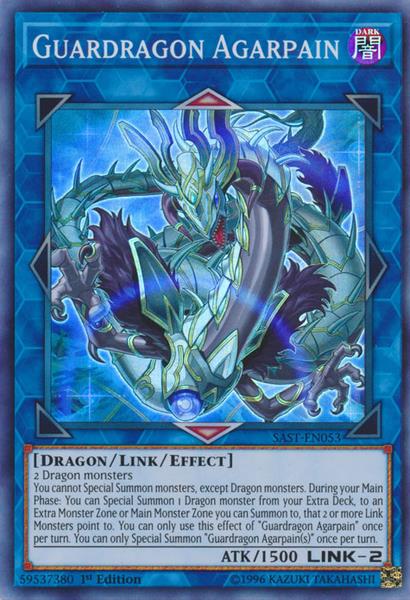 GUARDRAGON AGARPAIN
DARK
闇
SAST-EN053
[DRAGON/LINK/EFFECT]
2 Dragon monsters
You cannot Special Summon monsters, except Dragon monsters. During your Main
Phase: You can Special Summon 1 Dragon monster from your Extra Deck, to an
Extra Monster Zone or Main Monster Zone you can Summon to, that 2 or more Link
Monsters point to. You can only use this effect of "Guardragon Agarpain" once
per turn. You can only Special Summon "Guardragon Agarpain(s)" once per turn.
ATK/1500 LINK-2
59537380 1st Edition ©1996 KAZUKI TAKAHASHI